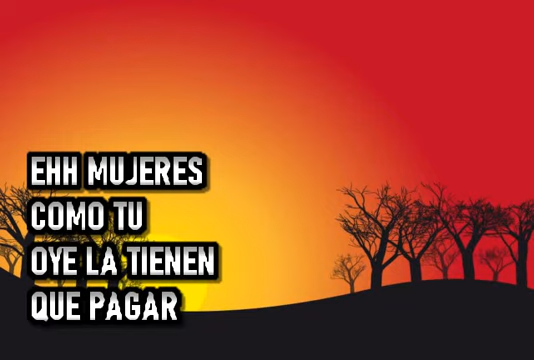 EHH MUJERES
COMO TU
OYE LA TIENEN
QUE PAGAR